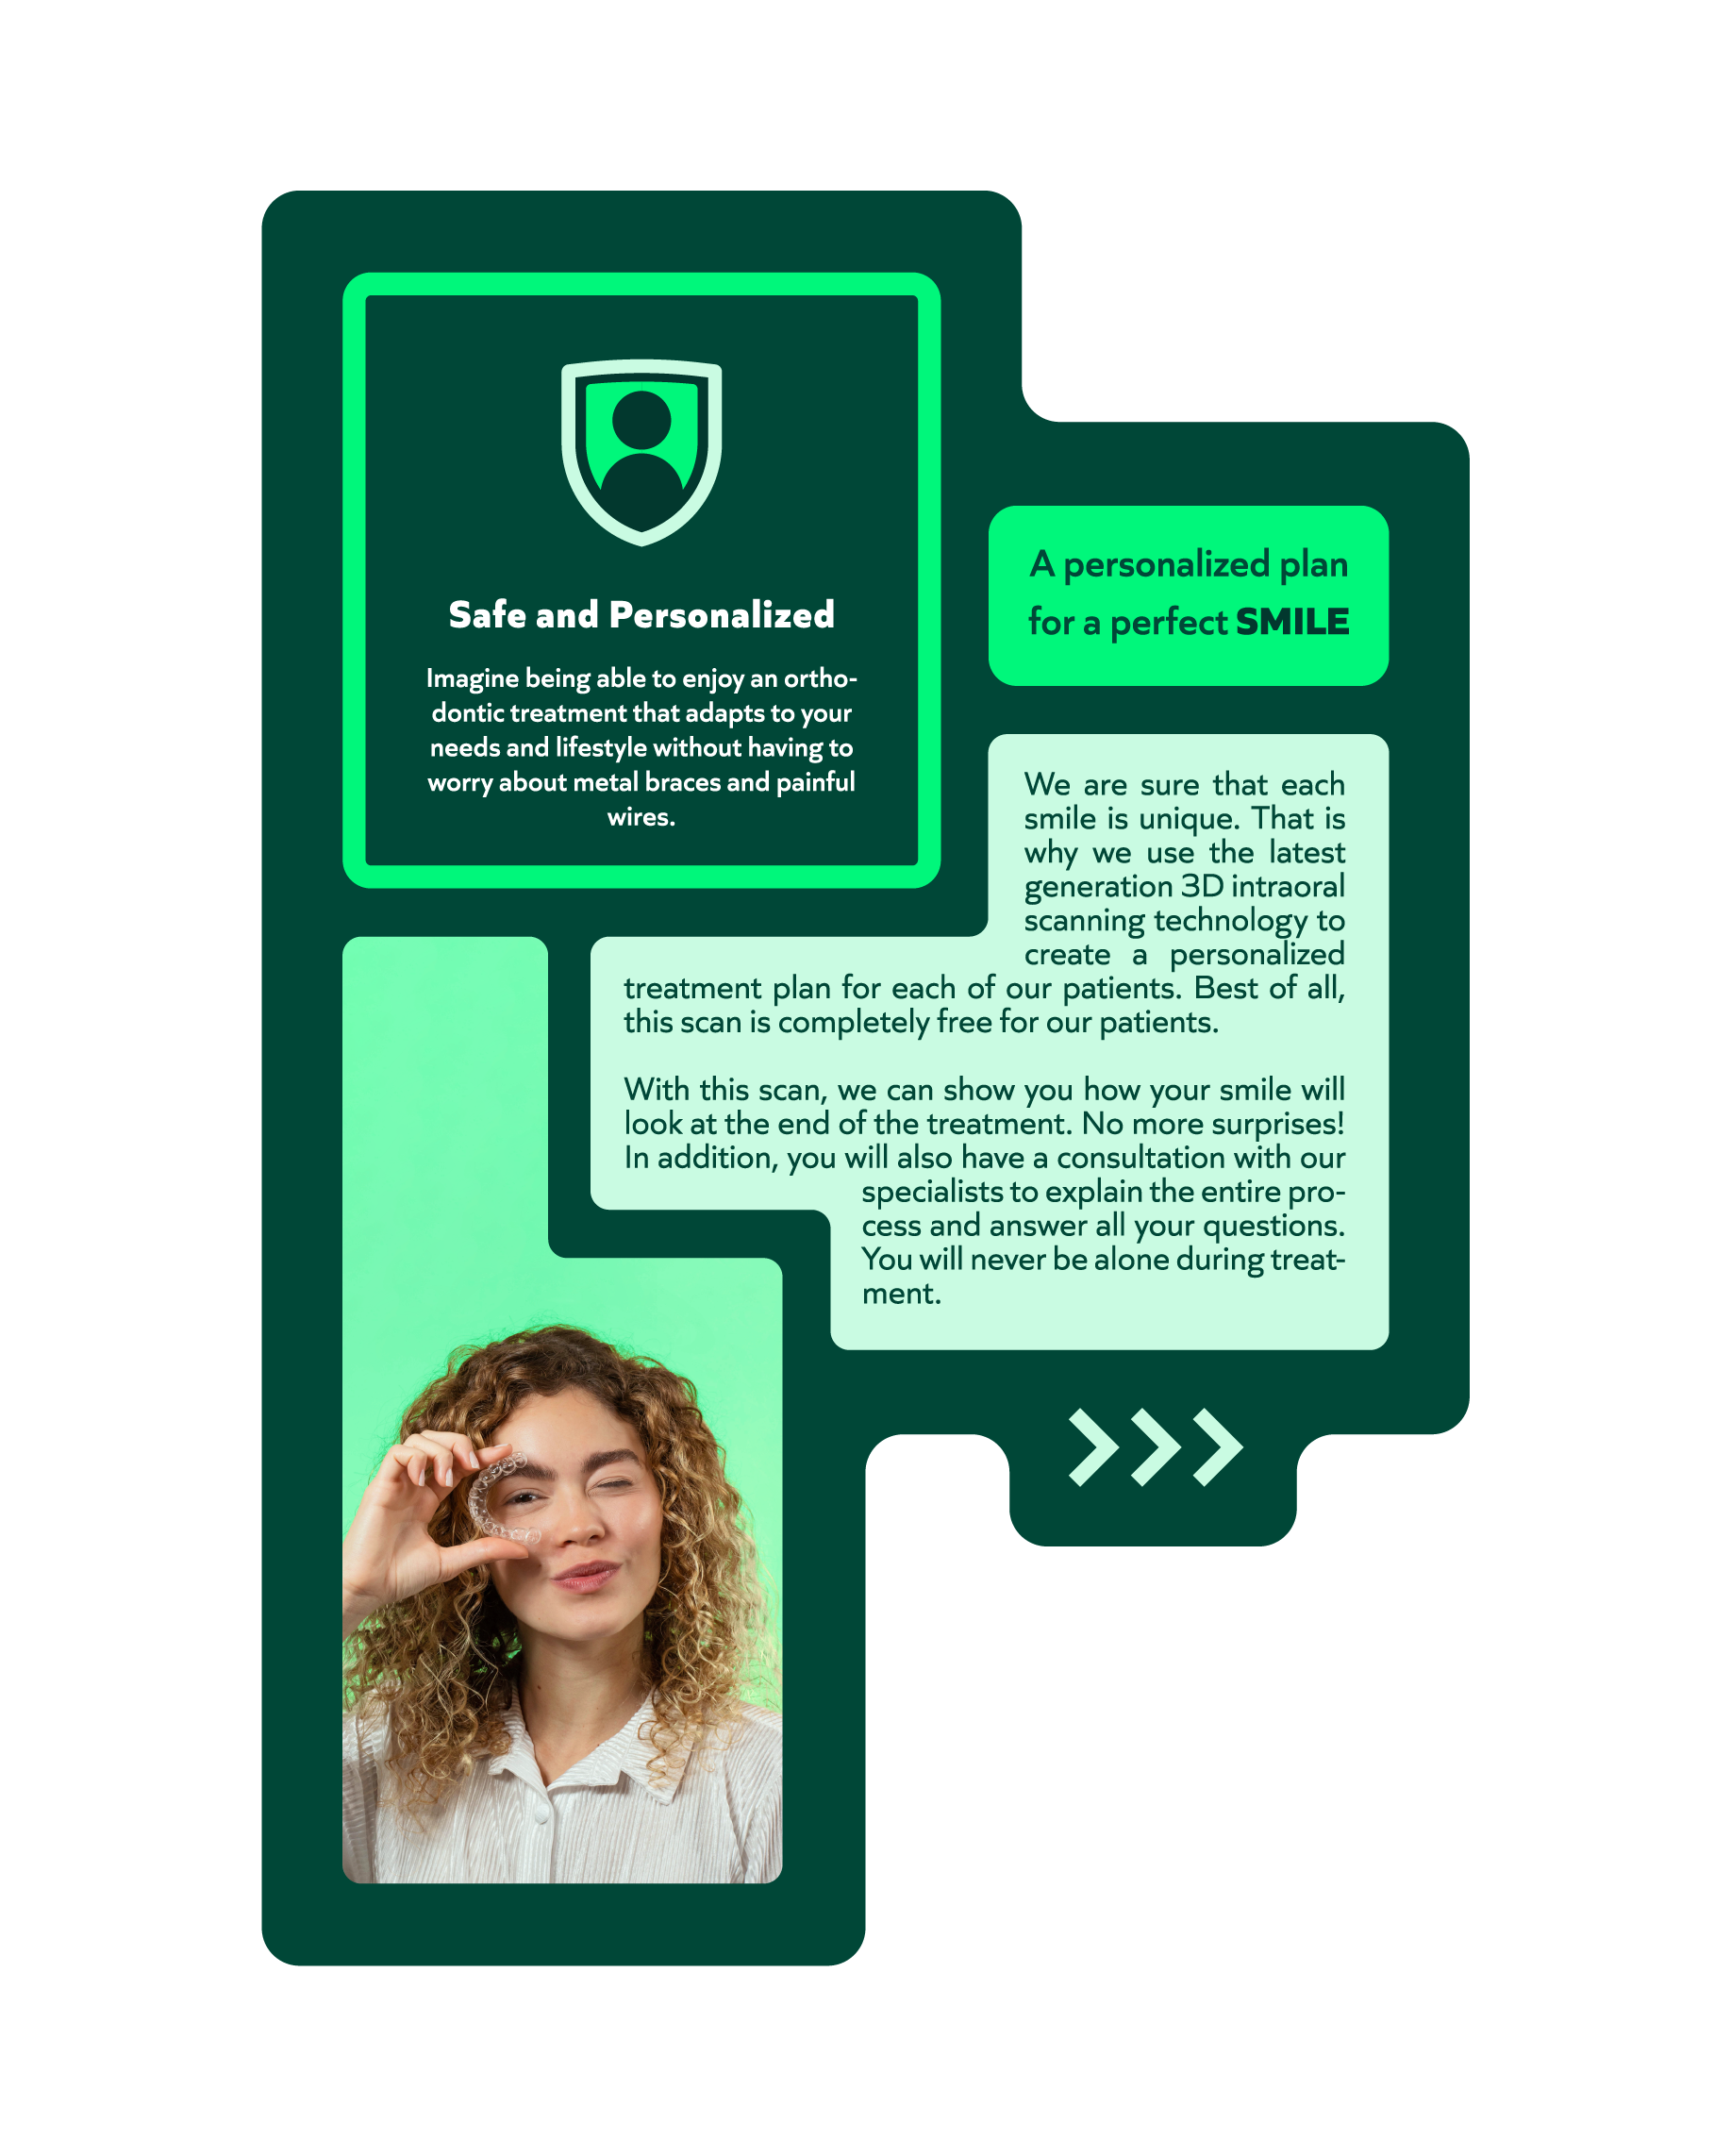 Safe and Personalized
Imagine being able to enjoy an ortho-
dontic treatment that adapts to your
needs and lifestyle without having to
worry about metal braces and painful
wires.
A personalized plan
for a perfect SMILE
We are sure that each
smile is unique. That is
why we use the latest
generation 3D intraoral
scanning technology to
create a personalized
treatment plan for each of our patients. Best of all,
this scan is completely free for our patients.
With this scan, we can show you how your smile will
look at the end of the treatment. No more surprises!
In addition, you will also have a consultation with our
specialists to explain the entire pro-
cess and answer all your questions.
You will never be alone during treat-
ment.